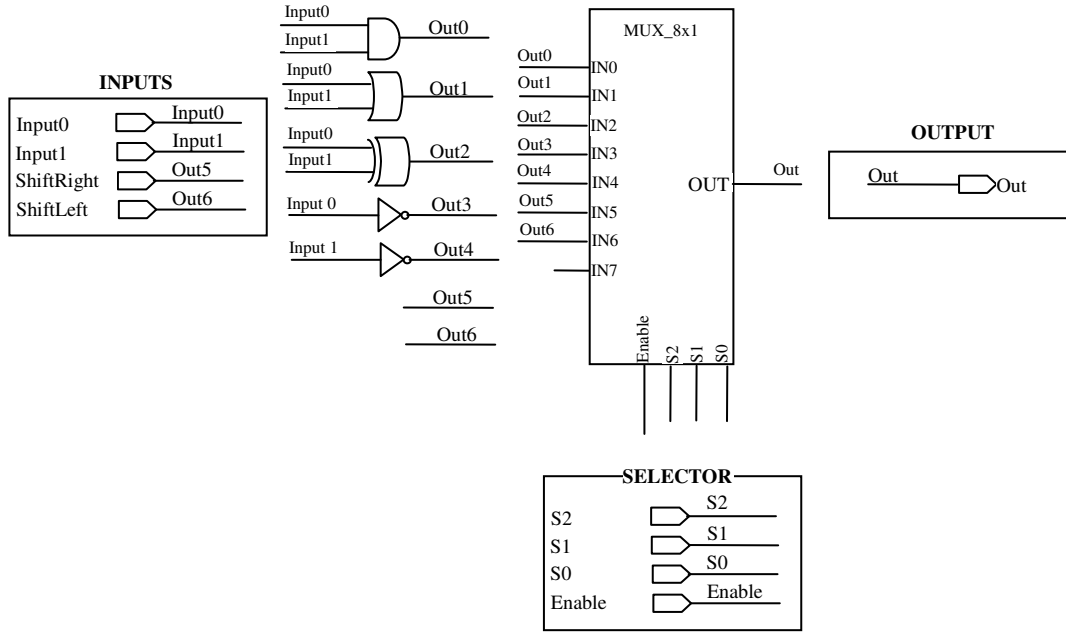 INPUTS
Input0 Input0
Input1 Input1
ShiftRight Out5
ShiftLeft Out6
Input0
Input1
Out0
Input0
Input1
Out1
Input0
Input1
Out2
Input 0 Out3
Input 1 Out4
Out5
Out6
MUX_8x1
Out0 IN0
Out1 IN1
Out2 IN2
Out3 IN3
Out4 IN4
Out5 IN5
Out6 IN6
IN7
OUT Out
Enable S2 S1 S0
OUTPUT
Out Out
SELECTOR
S2 S2
S1 S1
S0 S0
Enable Enable